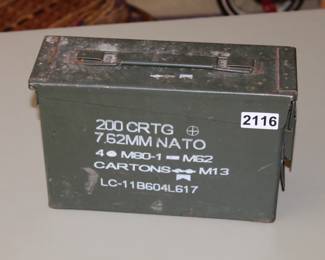 200 CRTG ⊕
7.62MM NATO
4 ● M80-1 ▬ M62
CARTONS M13
LC-11B604L617
2116